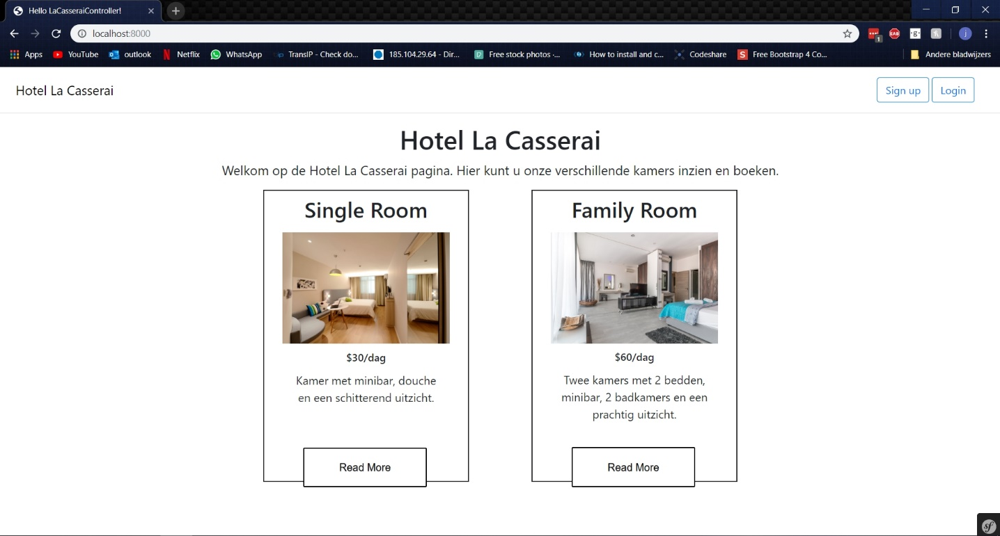 Hello LaCasseraiController!
localhost:8000
Apps YouTube outlook Netflix WhatsApp TransIP - Check do... 185.104.29.64 - Dir... Free stock photos ·... How to install and c... Codeshare Free Bootstrap 4 Co... Andere bladwijzers
Hotel La Casserai Sign up Login
Hotel La Casserai
Welkom op de Hotel La Casserai pagina. Hier kunt u onze verschillende kamers inzien en boeken.
Single Room
$30/dag
Kamer met minibar, douche
en een schitterend uitzicht.
Read More
Family Room
$60/dag
Twee kamers met 2 bedden,
minibar, 2 badkamers en een
prachtig uitzicht.
Read More